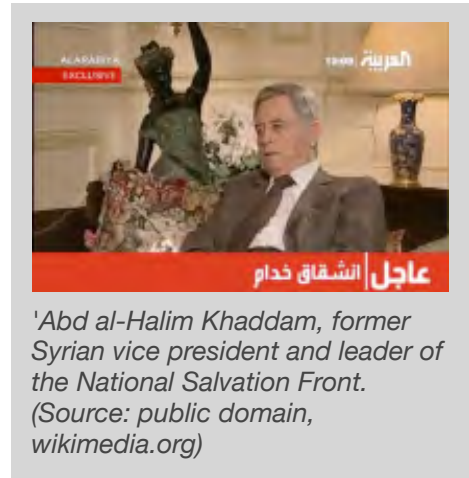 ALARABIYA
EXCLUSIVE
العربية
عاجل | انشقاق خدام
'Abd al-Halim Khaddam, former
Syrian vice president and leader of
the National Salvation Front.
(Source: public domain,
wikimedia.org)